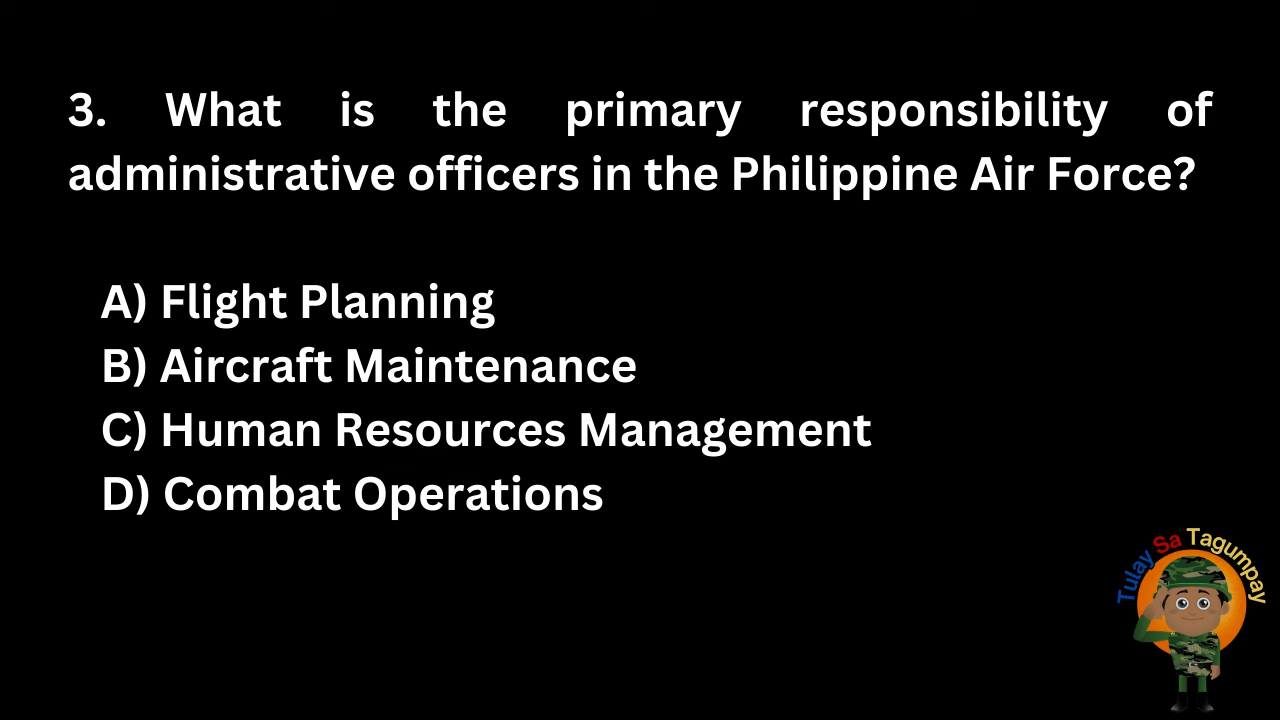 3. What is the primary responsibility of
administrative officers in the Philippine Air Force?
A) Flight Planning
B) Aircraft Maintenance
C) Human Resources Management
D) Combat Operations
Tulay Sa Tagumpay